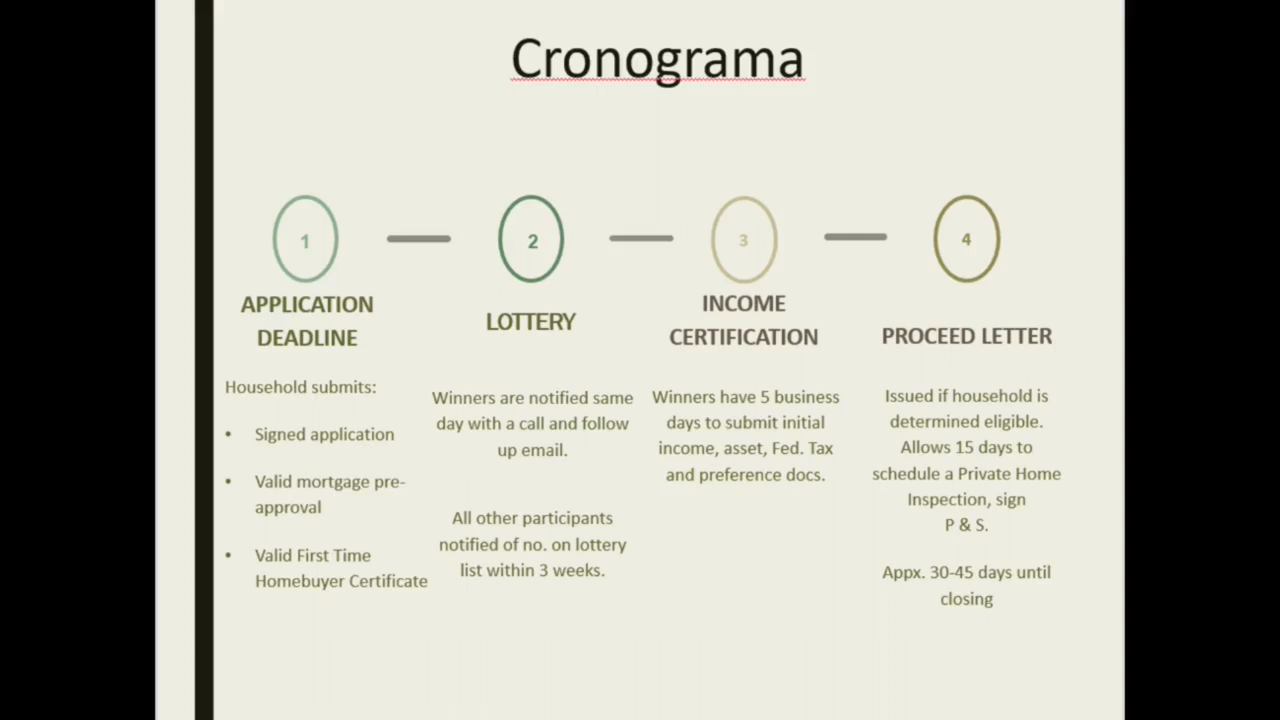 Cronograma
1
APPLICATION
DEADLINE
Household submits:
• Signed application
• Valid mortgage pre-
approval
• Valid First Time
Homebuyer Certificate
2
LOTTERY
Winners are notified same
day with a call and follow
up email.
All other participants
notified of no. on lottery
list within 3 weeks.
3
INCOME
CERTIFICATION
Winners have 5 business
days to submit initial
income, asset, Fed. Tax
and preference docs.
4
PROCEED LETTER
Issued if household is
determined eligible.
Allows 15 days to
schedule a Private Home
Inspection, sign
P & S.
Appx. 30-45 days until
closing